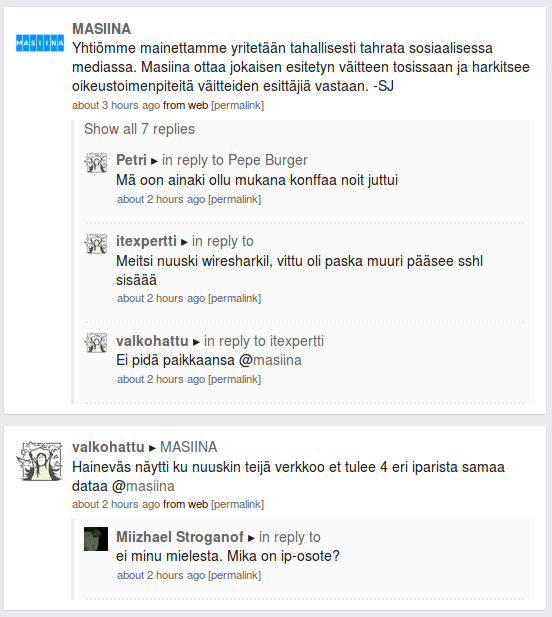 MASIINA
MASIINA
Yhtiömme mainettamme yritetään tahallisesti tahrata sosiaalisessa
mediassa. Masiina ottaa jokaisen esitetyn väitteen tosissaan ja harkitsee
oikeustoimenpiteitä väitteiden esittäjiä vastaan. -SJ
about 3 hours ago from web [permalink]
Show all 7 replies
Petri ▸ in reply to Pepe Burger
Mä oon ainaki ollu mukana konffaa noit juttui
about 2 hours ago [permalink]
itexpertti ▸ in reply to
Meitsi nuuski wiresharkil, vittu oli paska muuri pääsee sshl
sisäää
about 2 hours ago [permalink]
valkohattu ▸ in reply to itexpertti
Ei pidä paikkaansa @masiina
about 2 hours ago [permalink]
valkohattu ▸ MASIINA
Haineväs näytti ku nuuskin teijä verkkoo et tulee 4 eri iparista samaa
dataa @masiina
about 2 hours ago from web [permalink]
Miizhael Stroganof ▸ in reply to
ei minu mielesta. Mika on ip-osote?
about 2 hours ago [permalink]